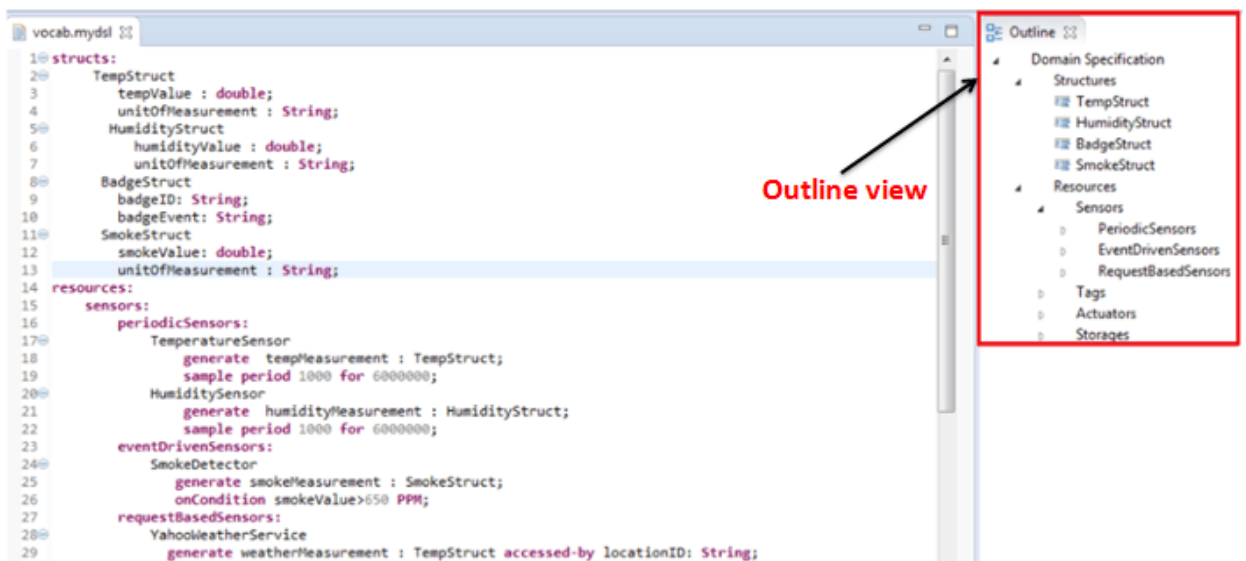 vocab.mydsl
1 structs:
2 TempStruct
3 tempValue : double;
4 unitOfMeasurement : String;
5 HumidityStruct
6 humidityValue : double;
7 unitOfMeasurement : String;
8 BadgeStruct
9 badgeID: String;
10 badgeEvent: String;
11 SmokeStruct
12 smokeValue: double;
13 unitOfMeasurement : String;
14 resources:
15 sensors:
16 periodicSensors:
17 TemperatureSensor
18 generate tempMeasurement : TempStruct;
19 sample period 1000 for 6000000;
20 HumiditySensor
21 generate humidityMeasurement : HumidityStruct;
22 sample period 1000 for 6000000;
23 eventDrivenSensors:
24 SmokeDetector
25 generate smokeMeasurement : SmokeStruct;
26 onCondition smokeValue>650 PPM;
27 requestBasedSensors:
28 YahooWeatherService
29 generate weatherMeasurement : TempStruct accessed-by locationID: String;
Outline view
Outline
Domain Specification
Structures
TempStruct
HumidityStruct
BadgeStruct
SmokeStruct
Resources
Sensors
PeriodicSensors
EventDrivenSensors
RequestBasedSensors
Tags
Actuators
Storages